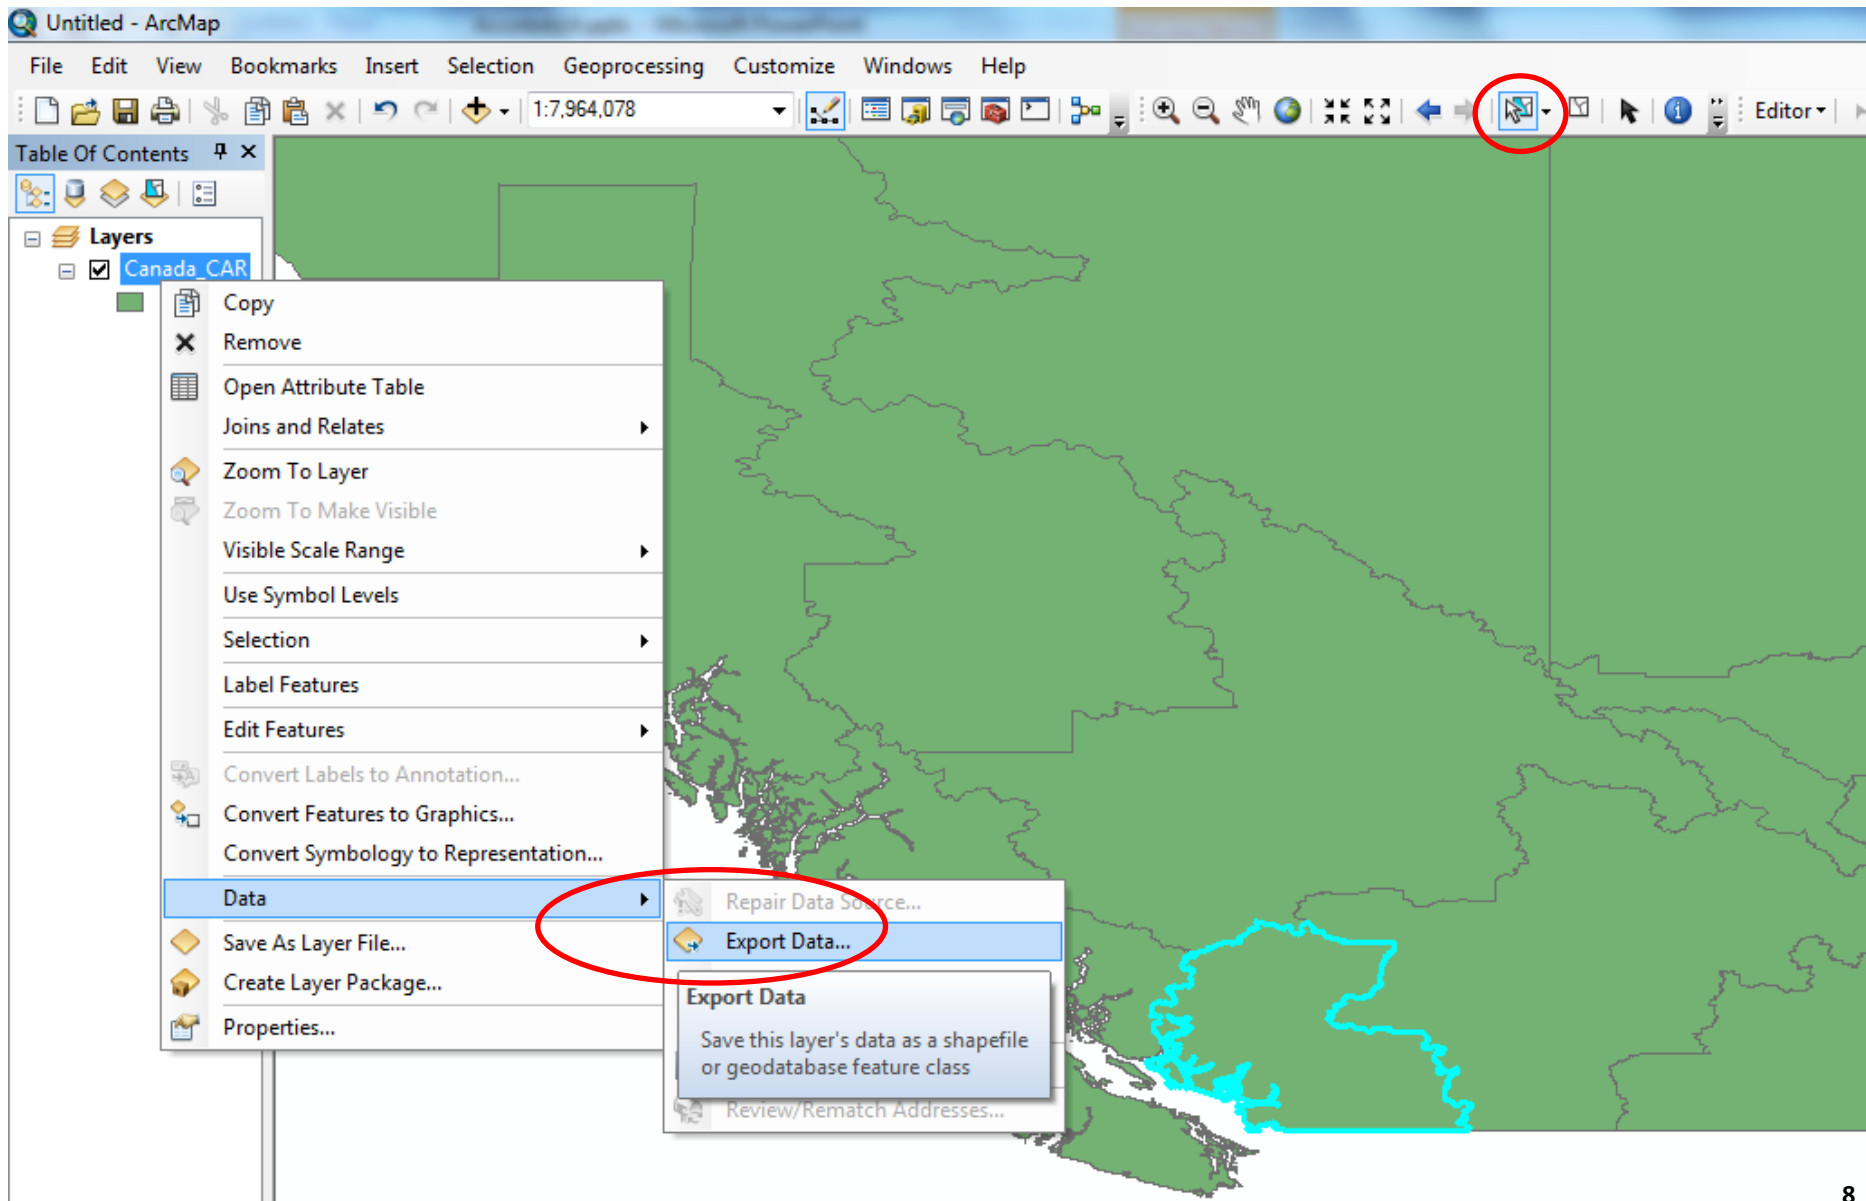 Untitled - ArcMap
File Edit View Bookmarks Insert Selection Geoprocessing Customize Windows Help
1:7,964,078
Editor
Table Of Contents
Layers
Canada_CAR
Copy
Remove
Open Attribute Table
Joins and Relates
Zoom To Layer
Zoom To Make Visible
Visible Scale Range
Use Symbol Levels
Selection
Label Features
Edit Features
Convert Labels to Annotation...
Convert Features to Graphics...
Convert Symbology to Representation...
Data
Repair Data Source...
Save As Layer File...
Export Data...
Create Layer Package...
Export Data
Properties...
Save this layer's data as a shapefile
or geodatabase feature class
Review/Rematch Addresses...
8